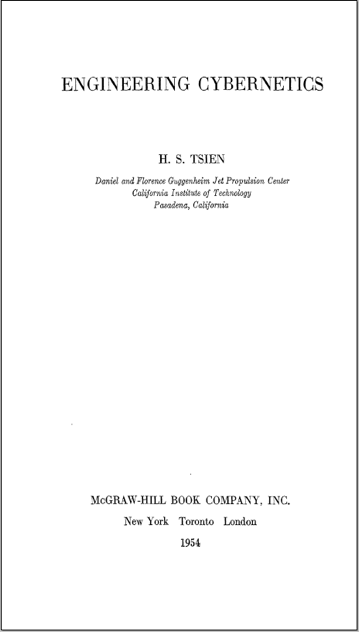 ENGINEERING CYBERNETICS
H. S. TSIEN
Daniel and Florence Guggenheim Jet Propulsion Center
California Institute of Technology
Pasadena, California
McGRAW-HILL BOOK COMPANY, INC.
New York Toronto London
1954